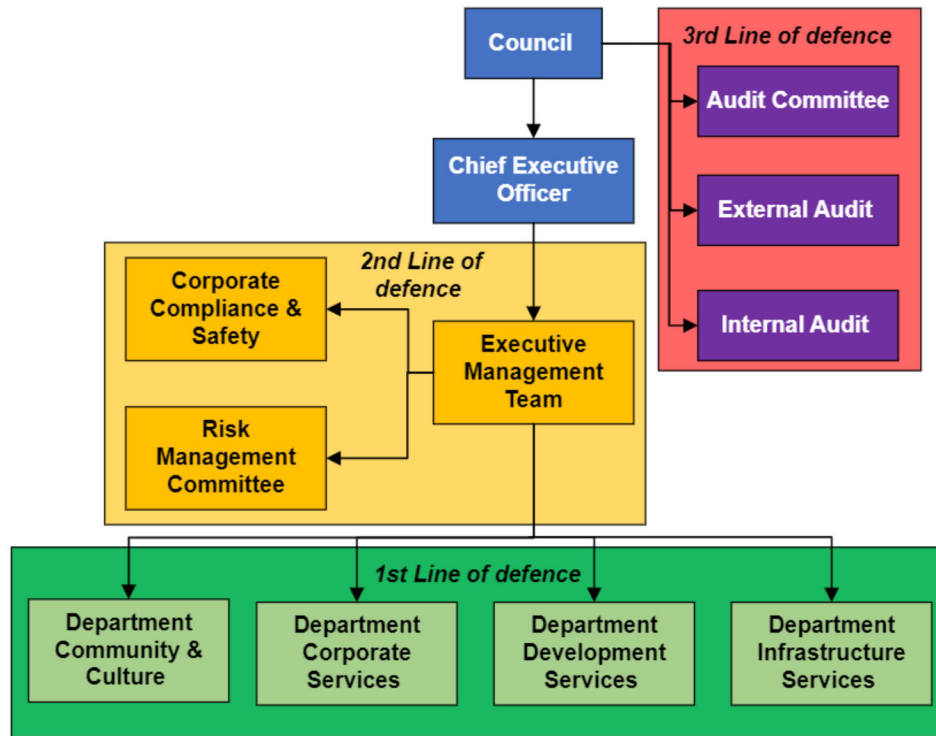 Council
3rd Line of defence
Audit Committee
Chief Executive
Officer
External Audit
2nd Line of
defence
Corporate
Compliance &
Safety
Internal Audit
Executive
Management
Team
Risk
Management
Committee
1st Line of defence
Department
Community &
Culture
Department
Corporate
Services
Department
Development
Services
Department
Infrastructure
Services